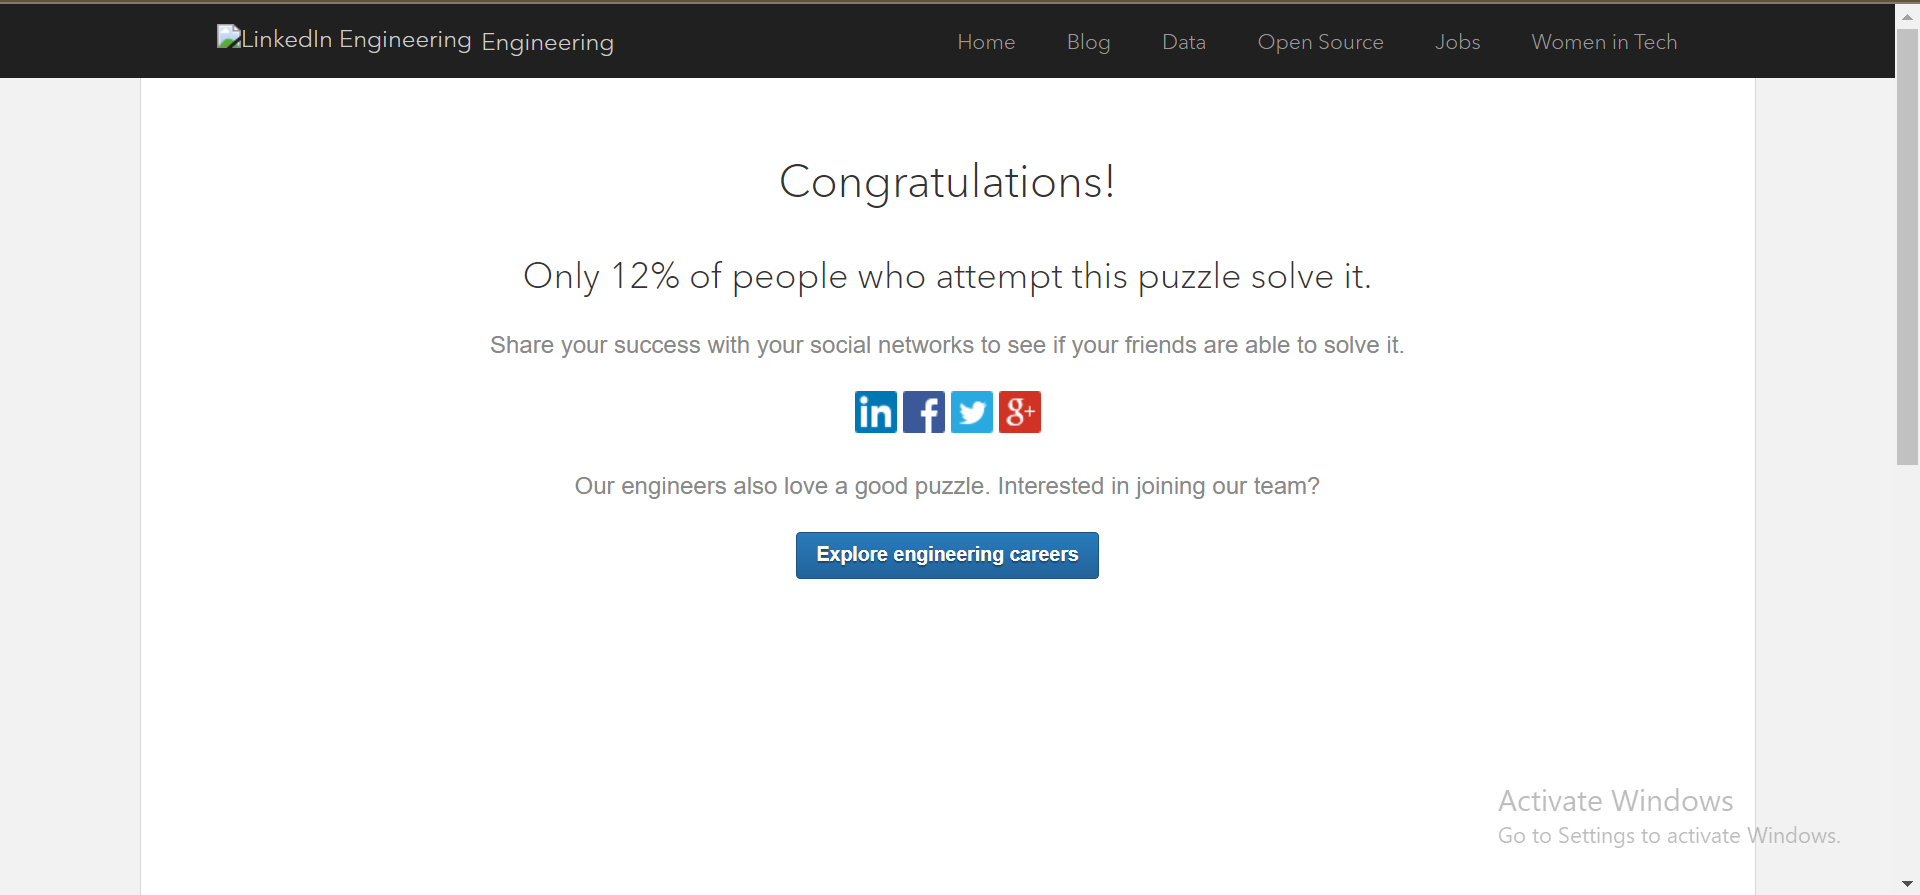 LinkedIn Engineering Engineering Home Blog Data Open Source Jobs Women in Tech
Congratulations!
Only 12% of people who attempt this puzzle solve it.
Share your success with your social networks to see if your friends are able to solve it.
in f g+
Our engineers also love a good puzzle. Interested in joining our team?
Explore engineering careers
Activate Windows
Go to Settings to activate Windows.